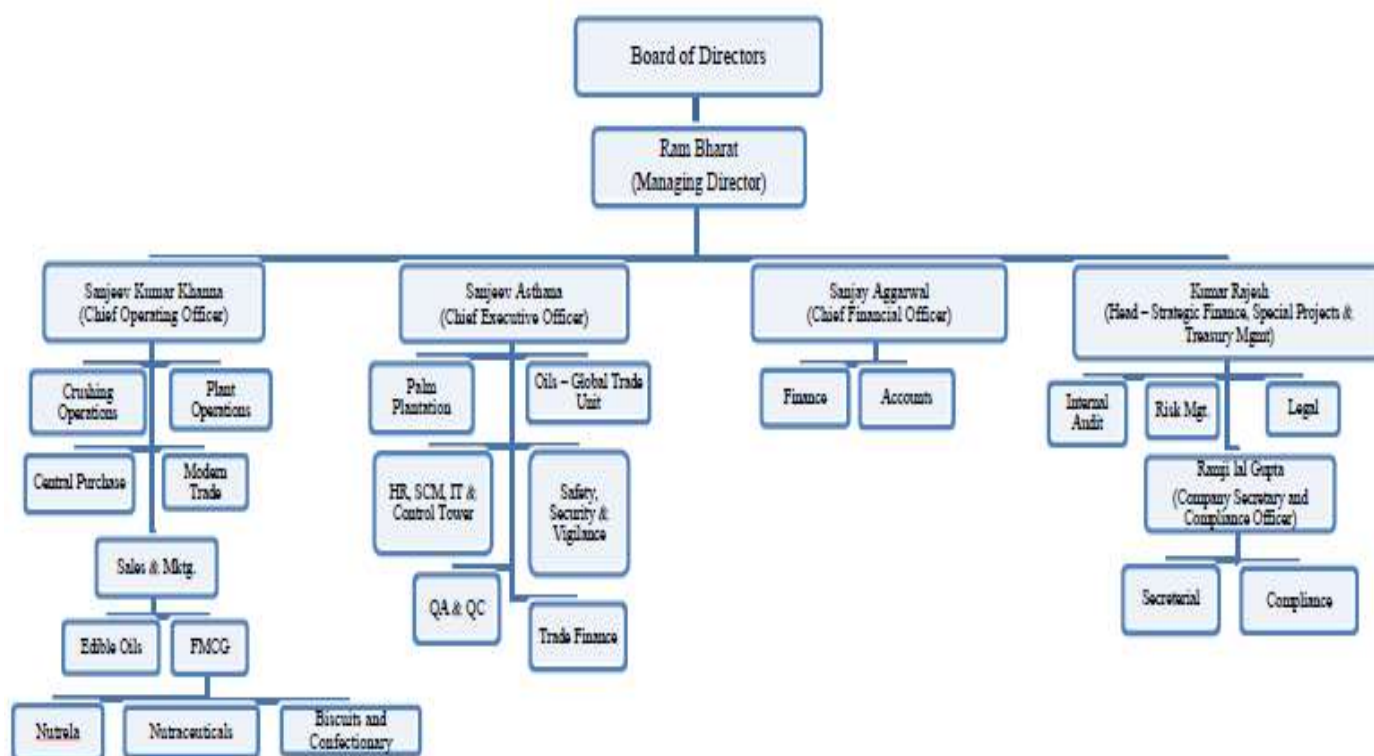 Board of Directors
Ram Bharat
(Managing Director)
Sanjeev Kumar Khanna
(Chief Operating Officer)
Sanjeev Asthana
(Chief Executive Officer)
Sanjay Aggarwal
(Chief Financial Officer)
Kumar Rajesh
(Head – Strategic Finance, Special Projects &
Treasury Mgmt)
Crushing
Operations
Plant
Operations
Palm
Plantation
Oils – Global Trade
Unit
Finance
Accounts
Internal
Audit
Risk Mgt.
Legal
Central Purchase
Modern
Trade
HR, SCM, IT &
Control Tower
Safety,
Security &
Vigilance
Ramji lal Gupta
(Company Secretary and
Compliance Officer)
Sales & Mktg.
QA & QC
Trade Finance
Secreterial
Compliance
Edible Oils
FMCG
Nutrela
Nutraceuticals
Biscuits and
Confectionary